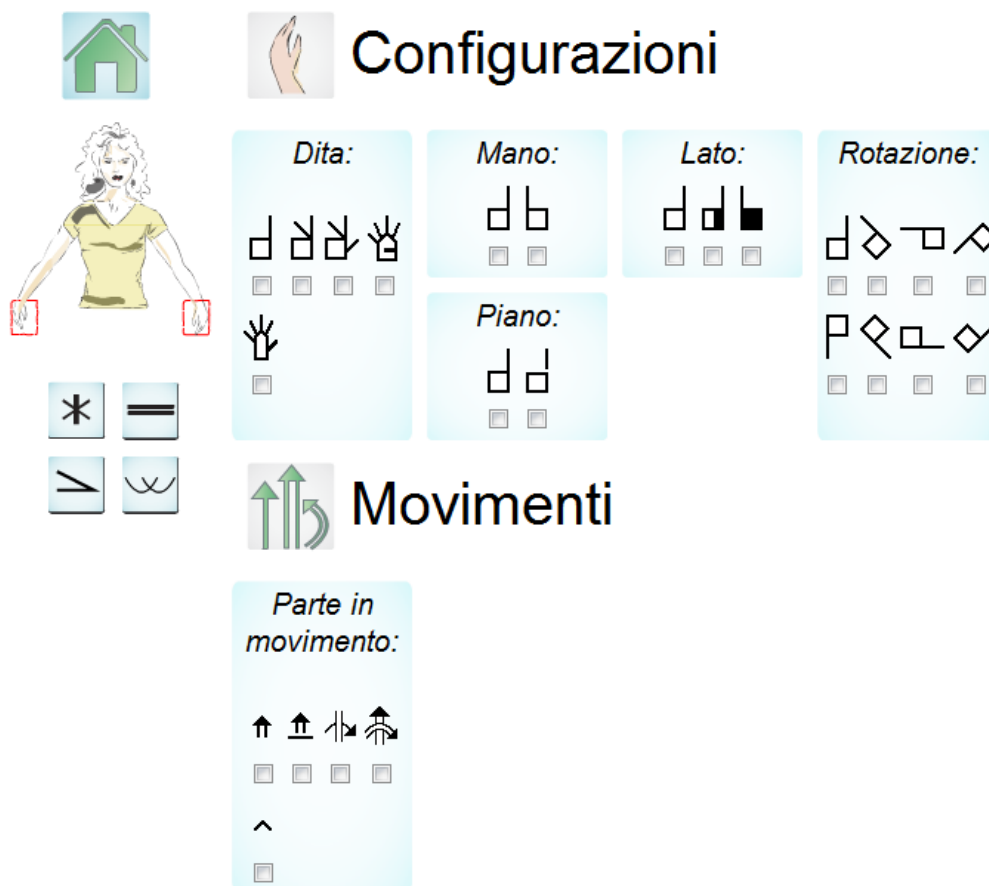 Configurazioni
Dita:
Mano:
Lato:
Rotazione:
Piano:
Movimenti
Parte in
movimento: